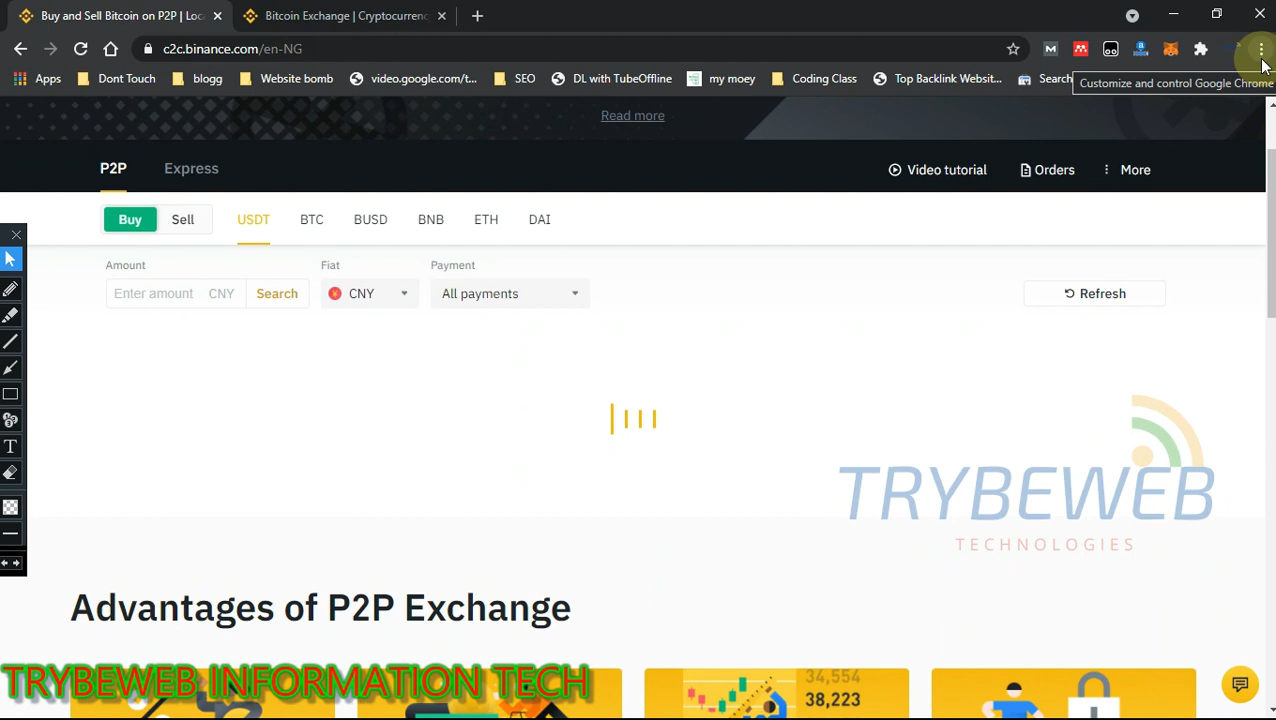 Buy and Sell Bitcoin on P2P | Loc
Bitcoin Exchange | Cryptocurrenc
c2c.binance.com/en-NG
Apps
Dont Touch
blogg
Website bomb
video.google.com/t...
SEO
DL with TubeOffline
my moey
Coding Class
Top Backlink Websit...
Search
Customize and control Google Chrome
Read more
P2P
Express
Video tutorial
Orders
More
Buy
Sell
USDT
BTC
BUSD
BNB
ETH
DAI
Amount
Fiat
Payment
Enter amount
CNY
Search
CNY
All payments
Refresh
TRYBEWEB
TECHNOLOGIES
Advantages of P2P Exchange
TRYBEWEB INFORMATION TECH
34,554
38,223